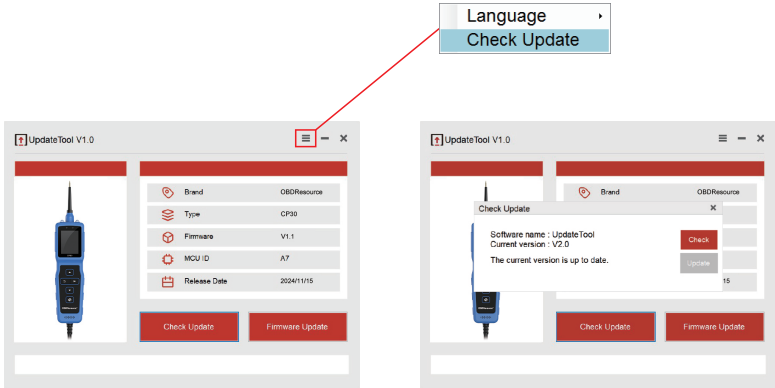 Language
Check Update
UpdateTool V1.0
Brand OBDResource
Type CP30
Firmware V1.1
MCU ID A7
Release Date 2024/11/15
Check Update Firmware Update
UpdateTool V1.0
Brand OBDResource
Check Update
Software name : UpdateTool
Current version : V2.0
Check
The current version is up to date.
Update
15
Check Update Firmware Update